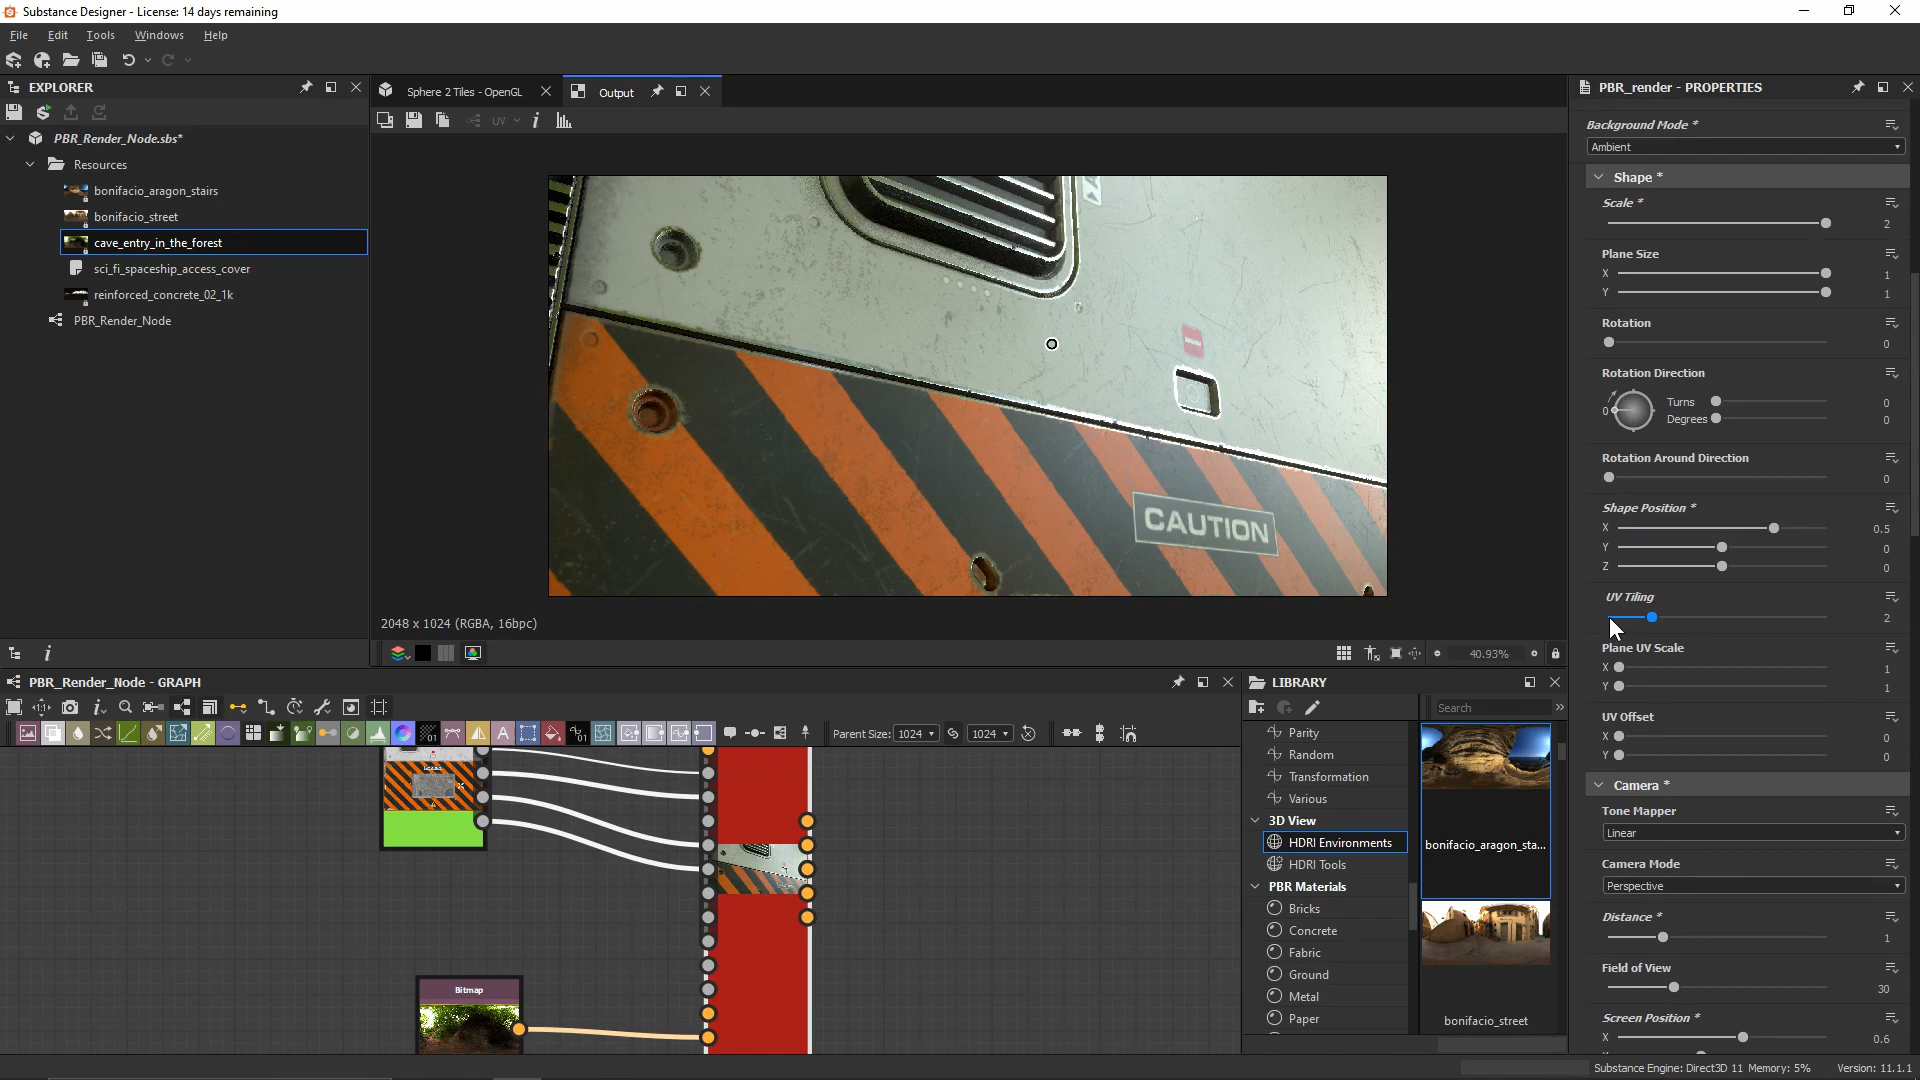 Substance Designer - License: 14 days remaining
File Edit Tools Windows Help
EXPLORER
PBR_Render_Node.sbs*
Resources
bonifacio_aragon_stairs
bonifacio_street
cave_entry_in_the_forest
sci_fi_spaceship_access_cover
reinforced_concrete_02_1k
PBR_Render_Node
Sphere 2 Tiles - OpenGL
Output
UV
CAUTION
2048 x 1024 (RGBA, 16bpc)
40.93%
PBR_Render_Node - GRAPH
Parent Size: 1024 1024
Bitmap
LIBRARY
Search
Parity
Random
Transformation
Various
3D View
HDRI Environments
HDRI Tools
PBR Materials
Bricks
Concrete
Fabric
Ground
Metal
Paper
bonifacio_aragon_sta...
bonifacio_street
PBR_render - PROPERTIES
Background Mode *
Ambient
Shape *
Scale *
2
Plane Size
X 1
Y 1
Rotation
0
Rotation Direction
0 Turns 0
Degrees 0
Rotation Around Direction
0
Shape Position *
X 0.5
Y 0
Z 0
UV Tiling
2
Plane UV Scale
X 1
Y 1
UV Offset
X 0
Y 0
Camera *
Tone Mapper
Linear
Camera Mode
Perspective
Distance *
1
Field of View
30
Screen Position *
X 0.6
Substance Engine: Direct3D 11 Memory: 5% Version: 11.1.1